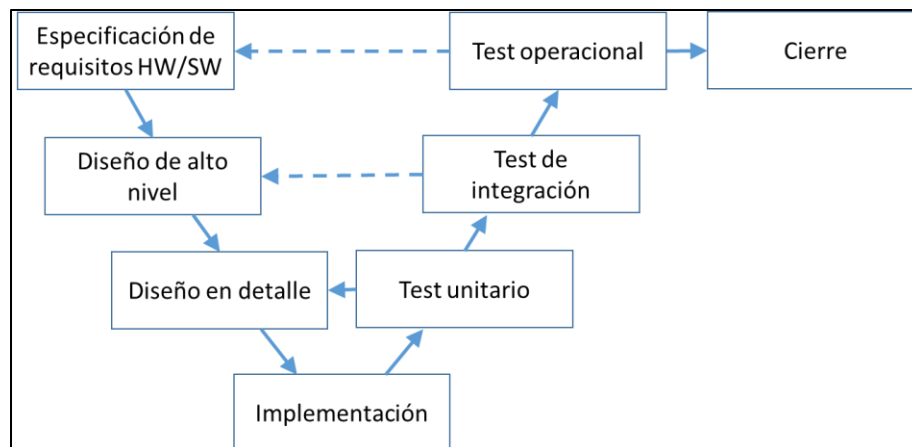 Especificación de
requisitos HW/SW
Test operacional
Cierre
Diseño de alto
nivel
Test de
integración
Diseño en detalle
Test unitario
Implementación